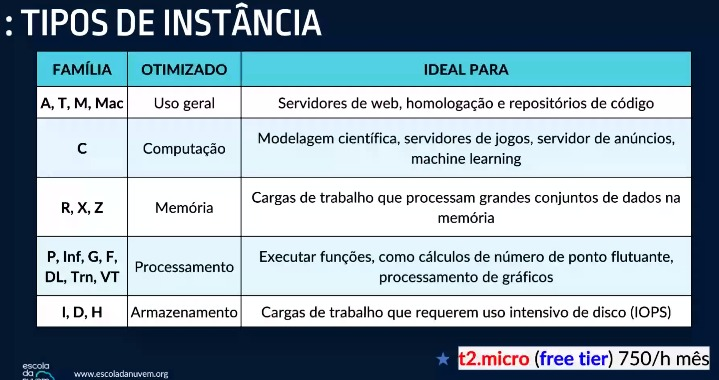 : TIPOS DE INSTÂNCIA
FAMÍLIA OTIMIZADO IDEAL PARA
A, T, M, Mac Uso geral Servidores de web, homologação e repositórios de código
C Computação Modelagem científica, servidores de jogos, servidor de anúncios,
machine learning
R, X, Z Memória Cargas de trabalho que processam grandes conjuntos de dados na
memória
P, Inf, G, F,
DL, Trn, VT Processamento Executar funções, como cálculos de número de ponto flutuante,
processamento de gráficos
I, D, H Armazenamento Cargas de trabalho que requerem uso intensivo de disco (IOPS)
★ t2.micro (free tier) 750/h mês
escola
da
nuvem
www.escoladanuvem.org